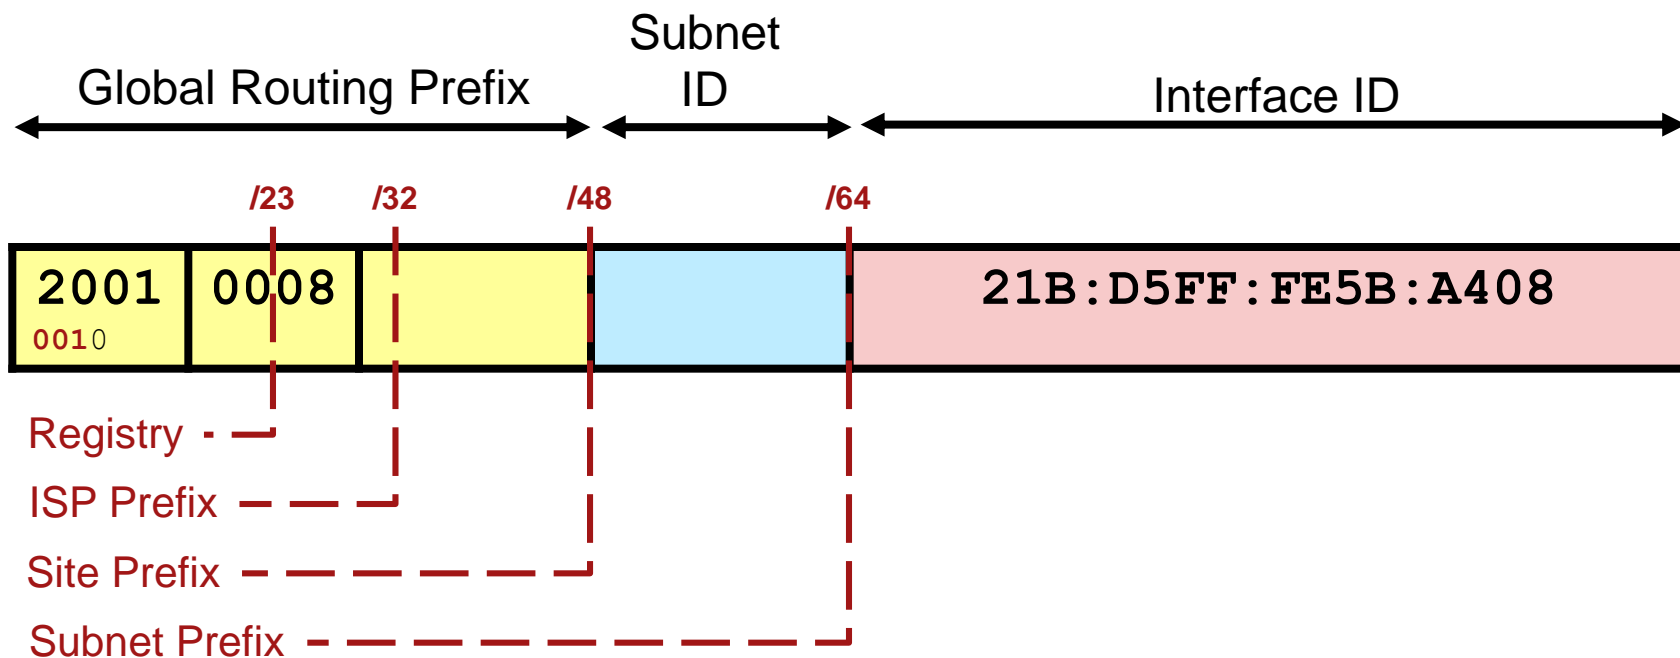 Subnet
ID
Global Routing Prefix
Interface ID
/23 /32 /48 /64
2001 0008 21B:D5FF:FE5B:A408
0010
Registry
ISP Prefix
Site Prefix
Subnet Prefix